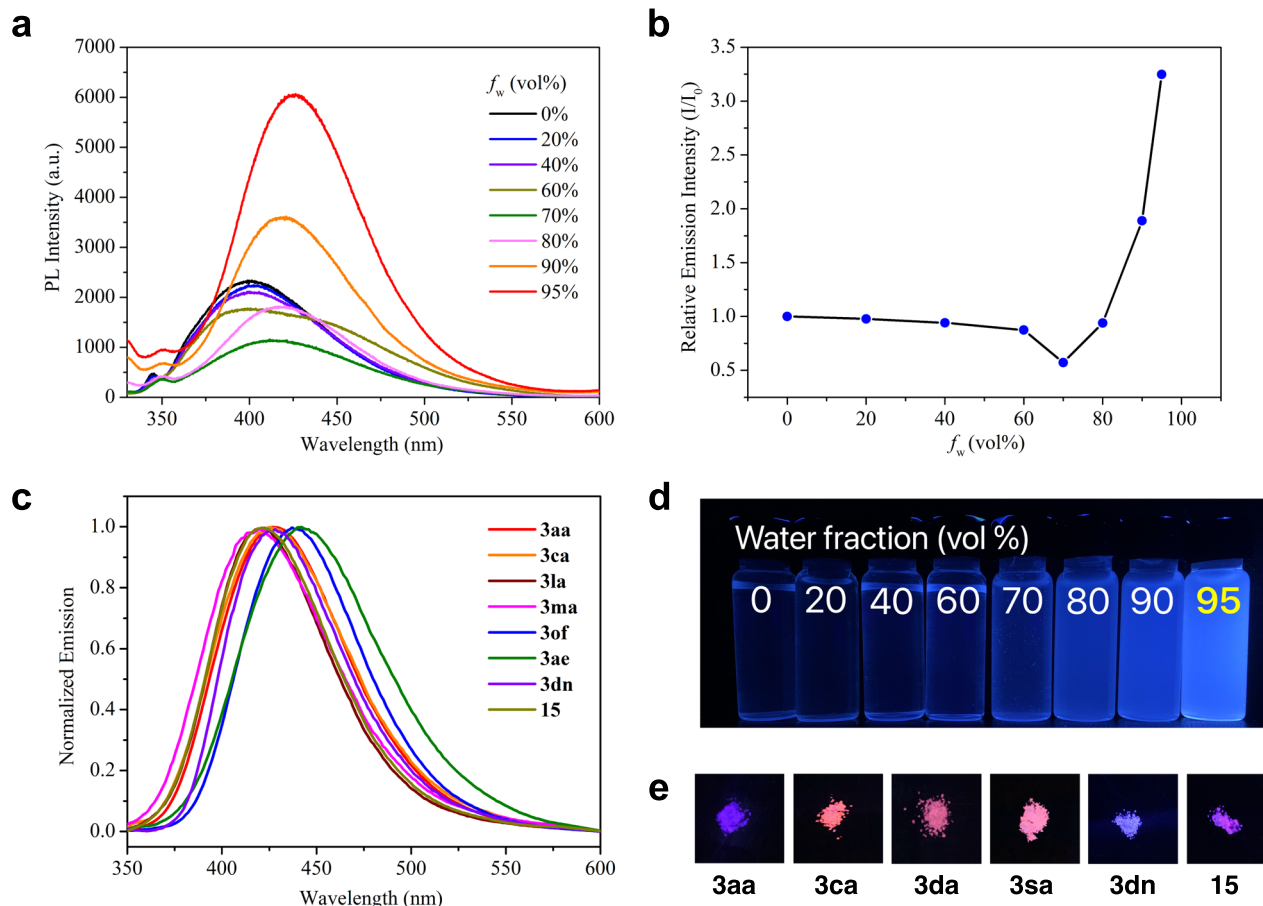 a
7000
6000
5000
4000
3000
2000
1000
0
PL Intensity (a.u.)
350 400 450 500 550 600
Wavelength (nm)
fw (vol%)
0%
20%
40%
60%
70%
80%
90%
95%
b
3.5
3.0
2.5
2.0
1.5
1.0
0.5
Relative Emission Intensity (I/I0)
0 20 40 60 80 100
fw (vol%)
c
1.0
0.8
0.6
0.4
0.2
0.0
Normalized Emission
350 400 450 500 550 600
Wavelength (nm)
3aa
3ca
3la
3ma
3of
3ae
3dn
15
d
Water fraction (vol %)
0 20 40 60 70 80 90 95
e
3aa 3ca 3da 3sa 3dn 15